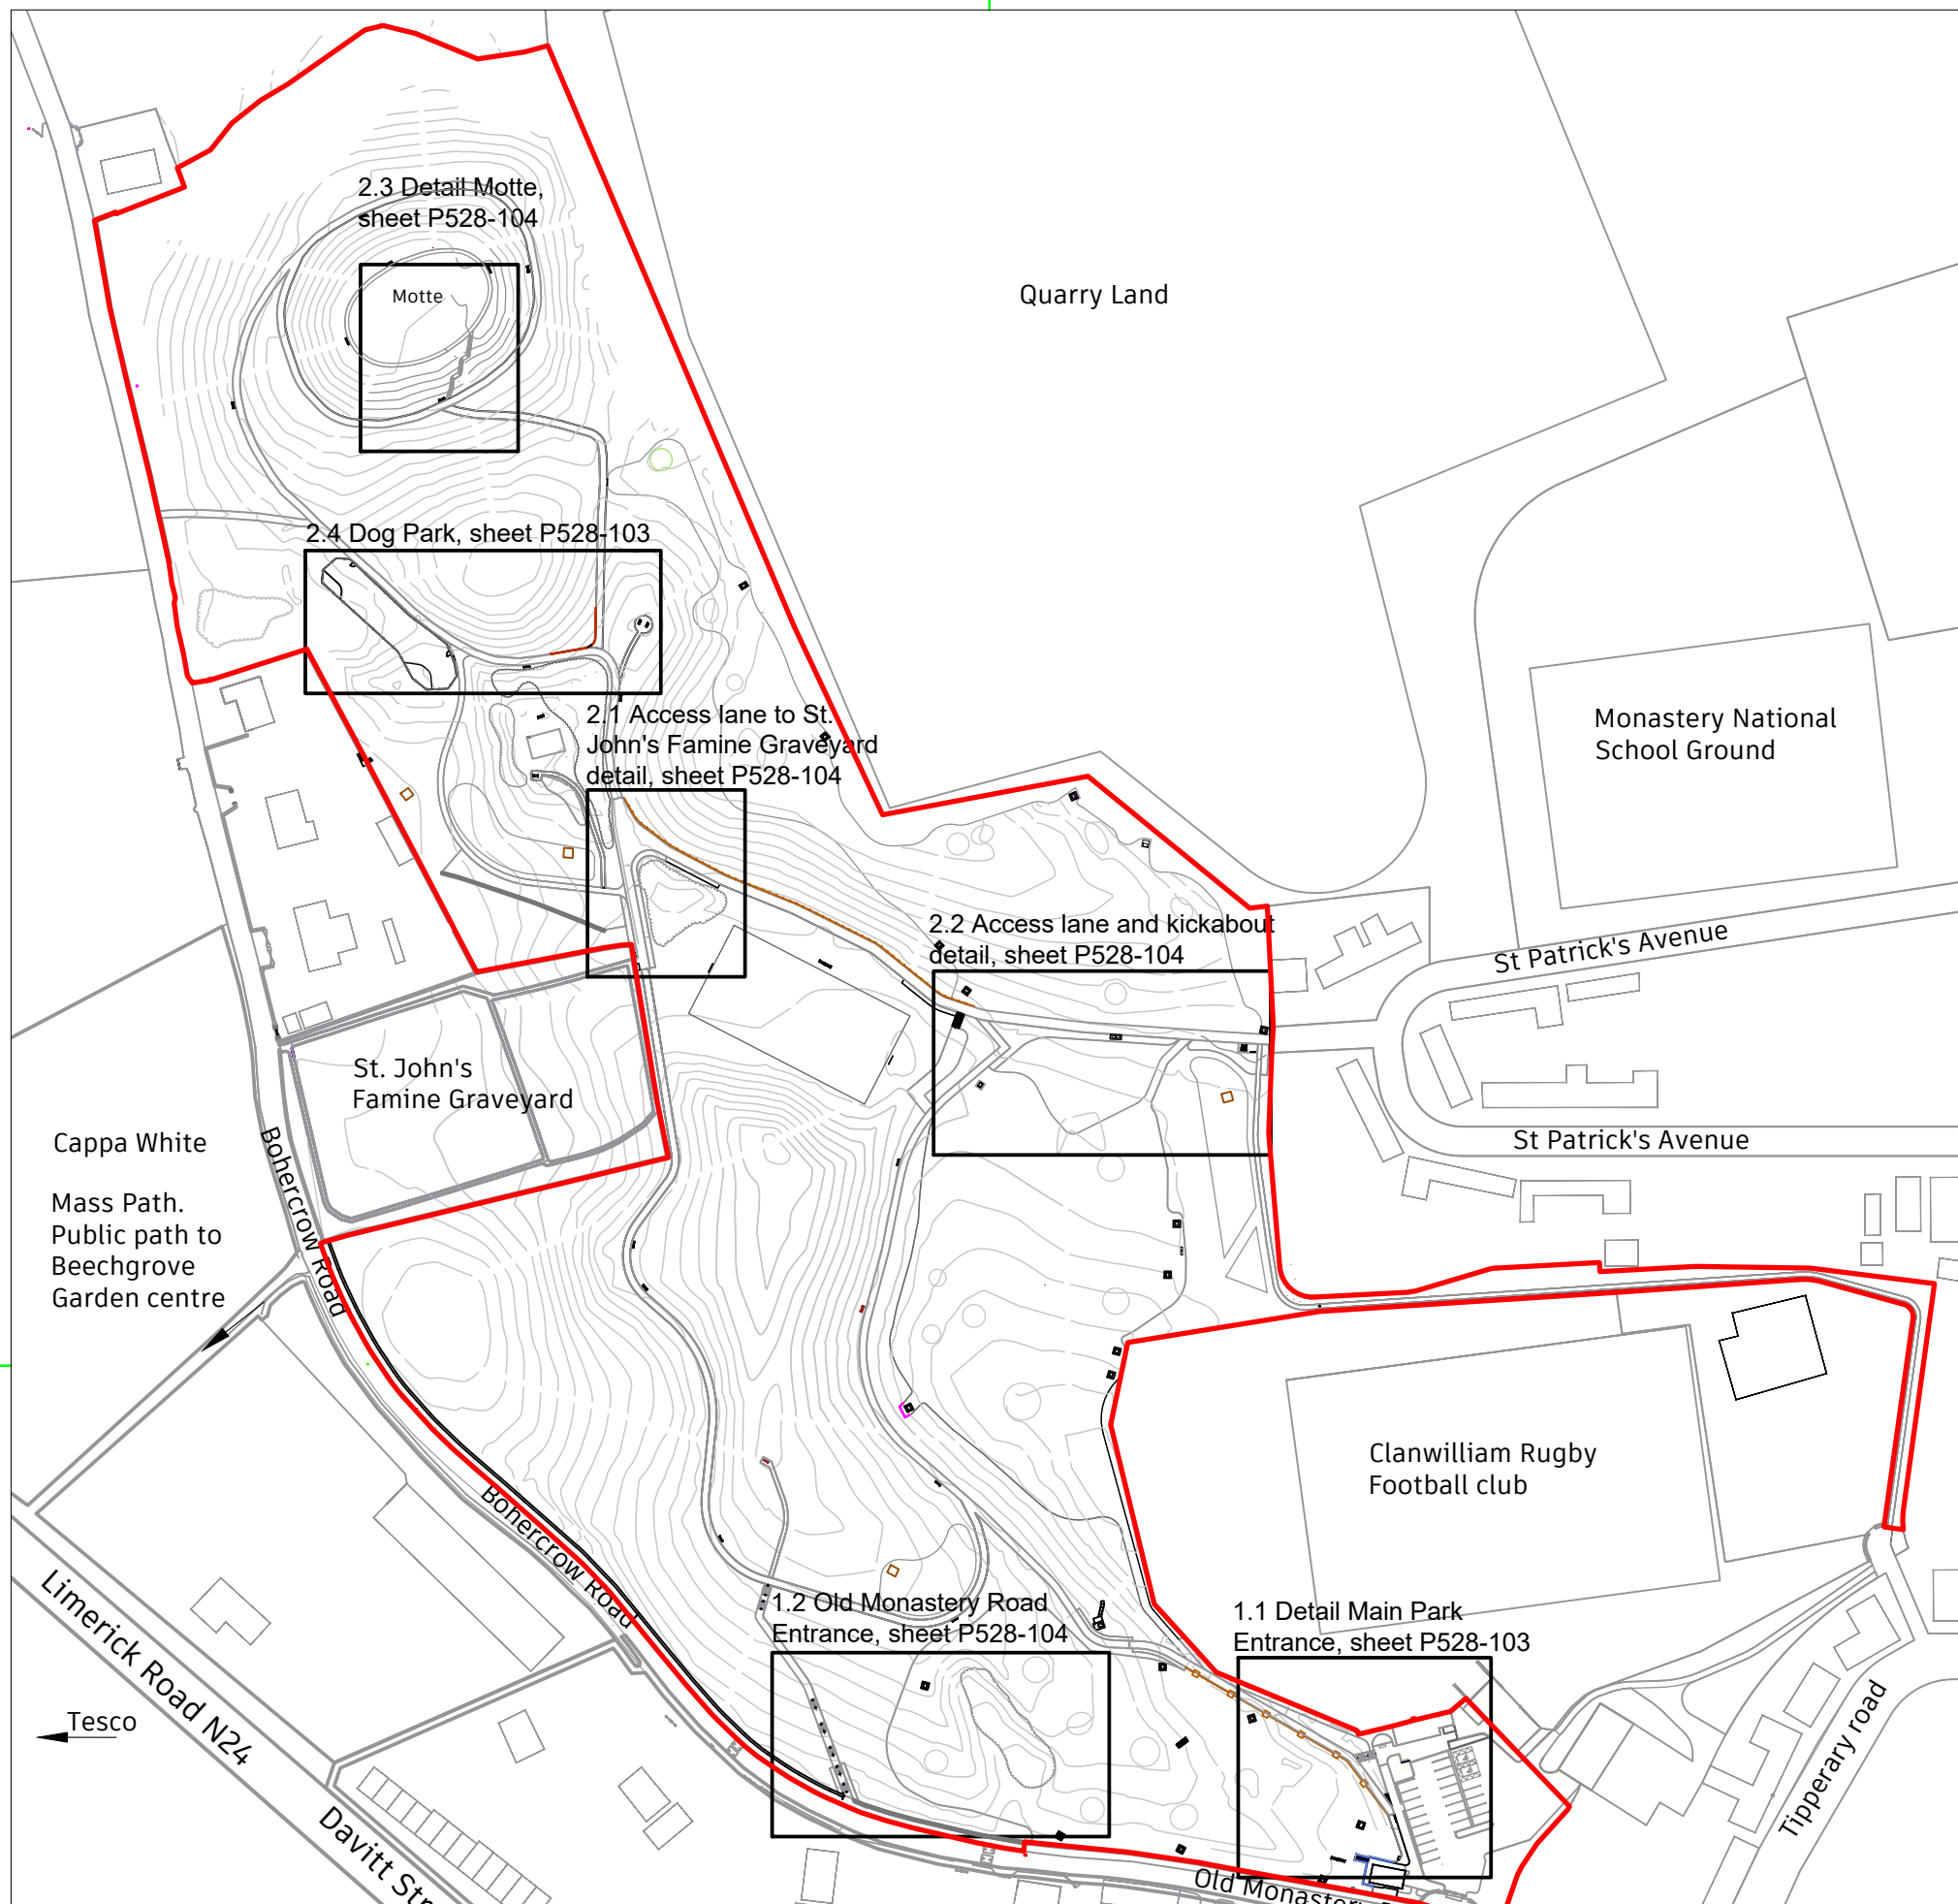 2.3 Detail Motte,
sheet P528-104
Motte
Quarry Land
2.4 Dog Park, sheet P528-103
2.1 Access lane to St.
John's Famine Graveyard
detail, sheet P528-104
Monastery National
School Ground
2.2 Access lane and kickabout
detail, sheet P528-104
St Patrick's Avenue
St. John's
Famine Graveyard
St Patrick's Avenue
Cappa White
Mass Path.
Public path to
Beechgrove
Garden centre
Bohercrow Road
Clanwilliam Rugby
Football club
Bohercrow Road
Limerick Road N24
1.2 Old Monastery Road
Entrance, sheet P528-104
1.1 Detail Main Park
Entrance, sheet P528-103
Tesco
Tipperary road
Davitt
Old